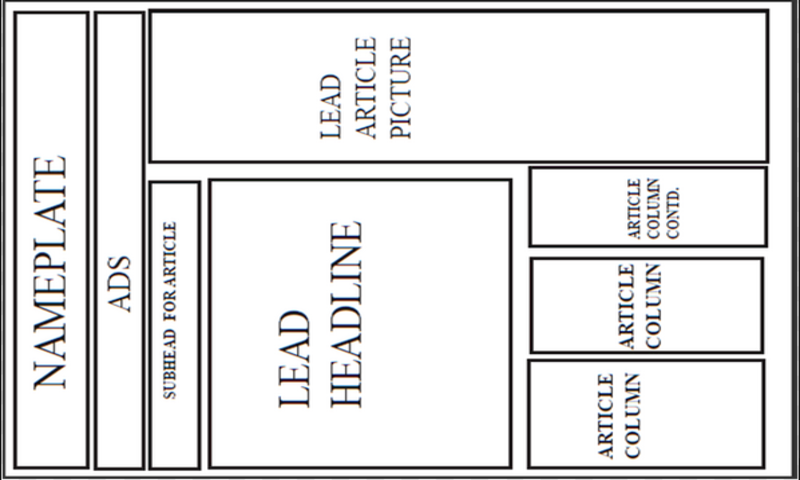 NAMEPLATE
ADS
SUBHEAD FOR ARTICLE
LEAD
HEADLINE
LEAD
ARTICLE
PICTURE
ARTICLE
COLUMN
ARTICLE
COLUMN
ARTICLE
COLUMN
CONTD.